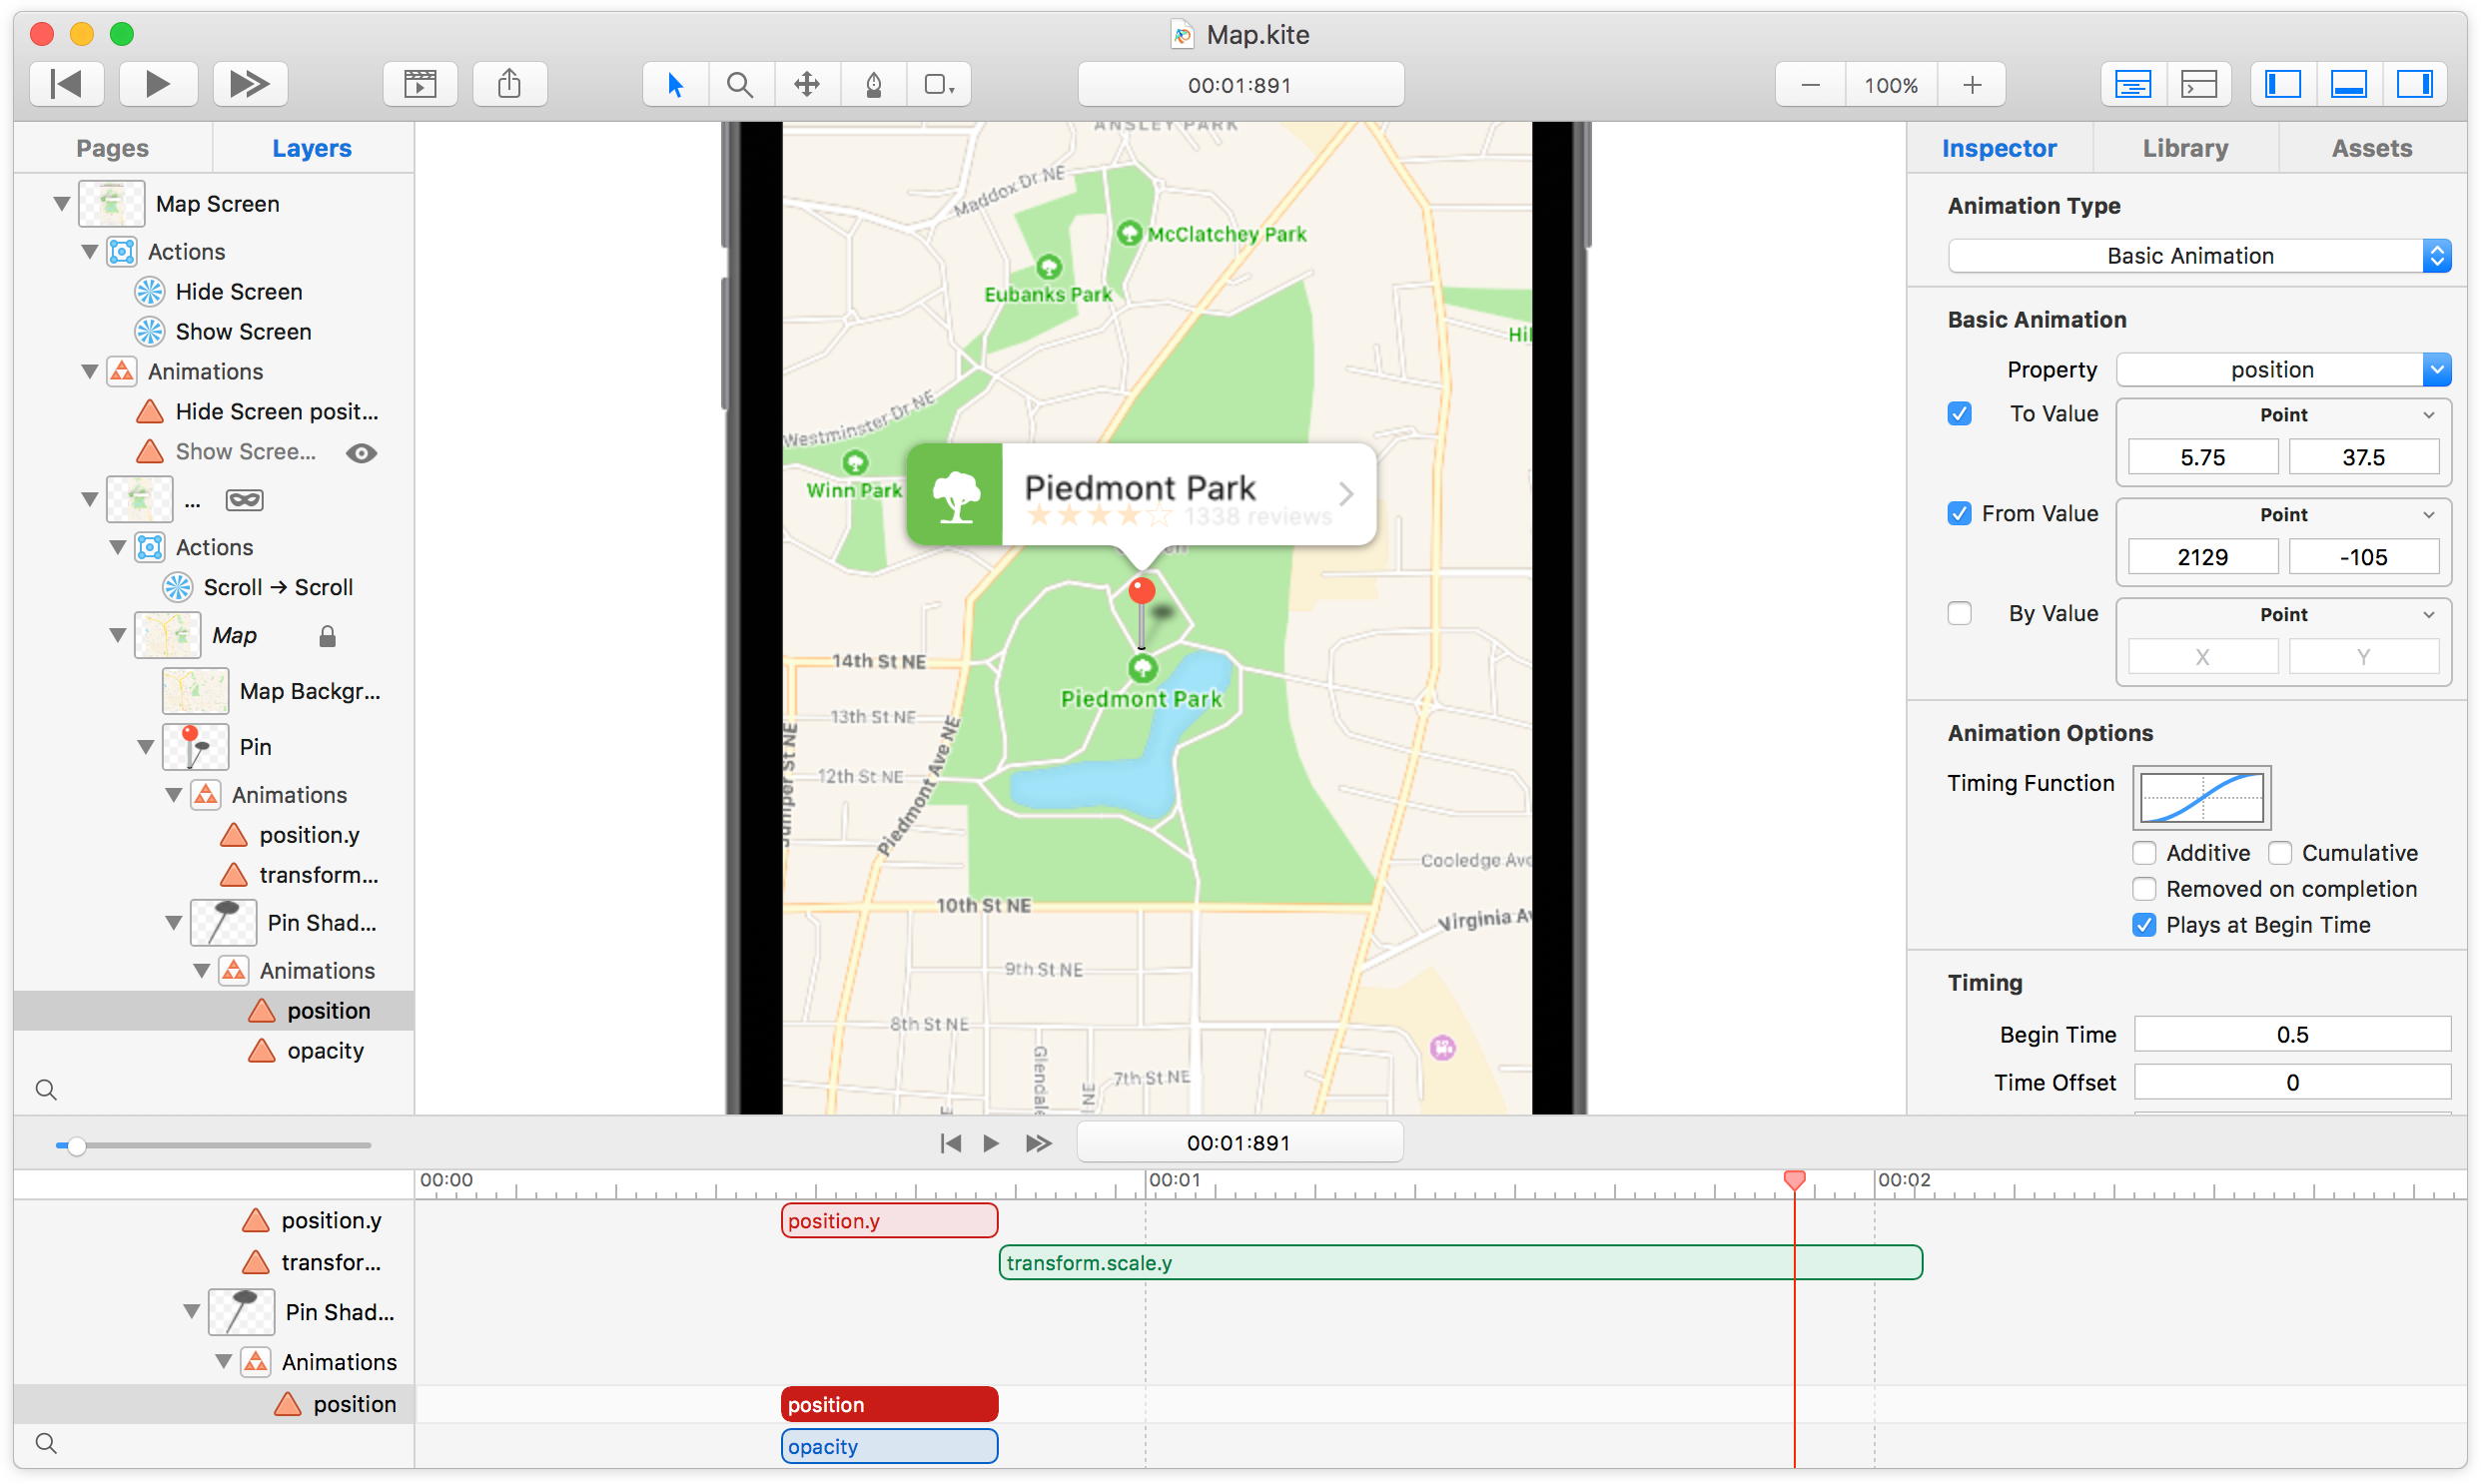 Map.kite
00:01:891
100%
Pages
Layers
Map Screen
Actions
Hide Screen
Show Screen
Animations
Hide Screen posit...
Show Scree...
...
Actions
Scroll → Scroll
Map
Map Backgr...
Pin
Animations
position.y
transform...
Pin Shad...
Animations
position
opacity
ANSLEY PARK
Maddox Dr NE
McClatchey Park
Eubanks Park
Hil
Westminster Dr NE
Winn Park
Piedmont Park
1338 reviews
14th St NE
Piedmont Park
13th St NE
Piedmont Ave NE
12th St NE
Cooledge Ave
10th St NE
Virginia Av
9th St NE
8th St NE
Glendale
NE
7th St NE
Inspector
Library
Assets
Animation Type
Basic Animation
Basic Animation
Property
position
To Value
Point
5.75
37.5
From Value
Point
2129
-105
By Value
Point
X
Y
Animation Options
Timing Function
Additive
Cumulative
Removed on completion
Plays at Begin Time
Timing
Begin Time
0.5
Time Offset
0
00:01:891
00:00
00:01
00:02
position.y
position.y
transfor...
transform.scale.y
Pin Shad...
Animations
position
position
opacity